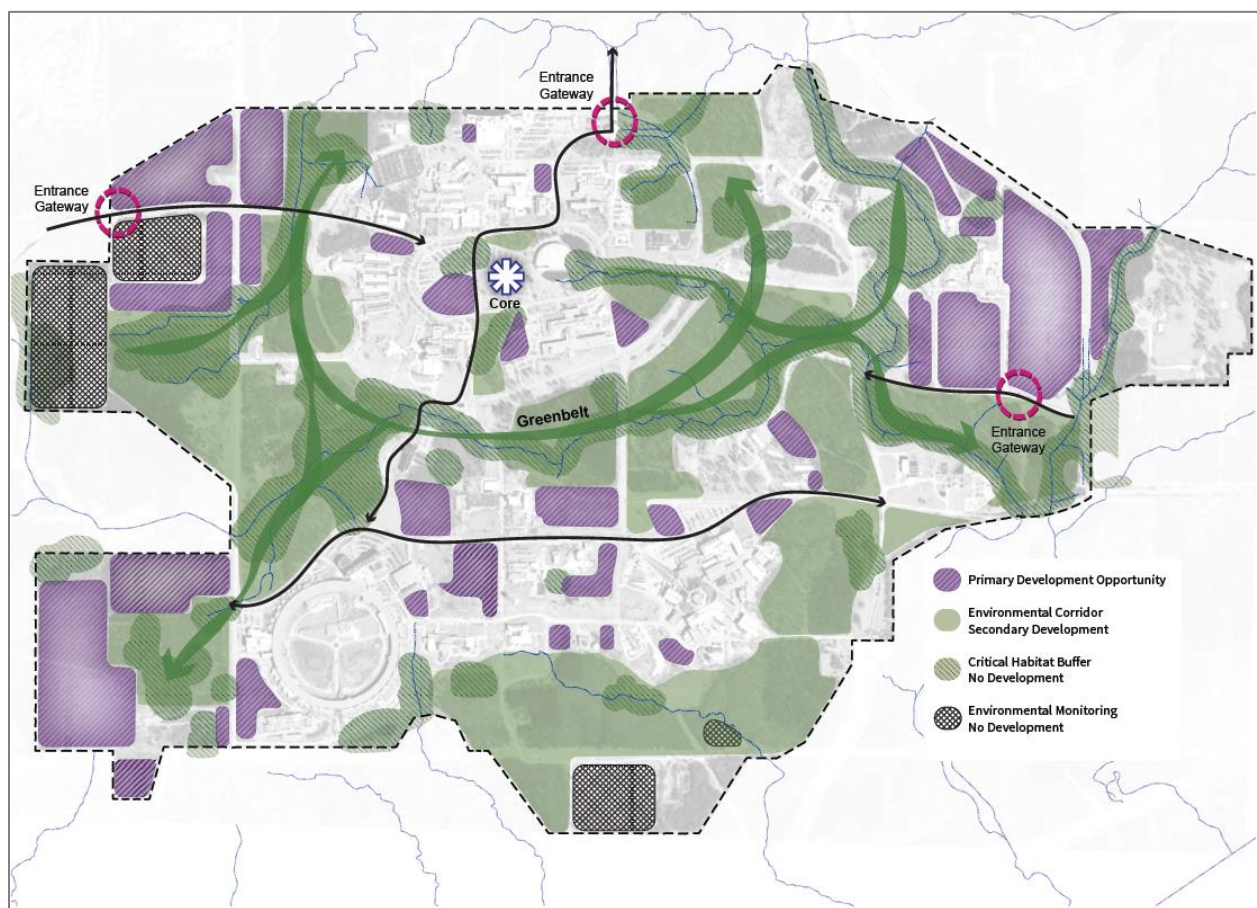 Entrance
Gateway
Entrance
Gateway
Core
Greenbelt
Entrance
Gateway
Primary Development Opportunity
Environmental Corridor
Secondary Development
Critical Habitat Buffer
No Development
Environmental Monitoring
No Development